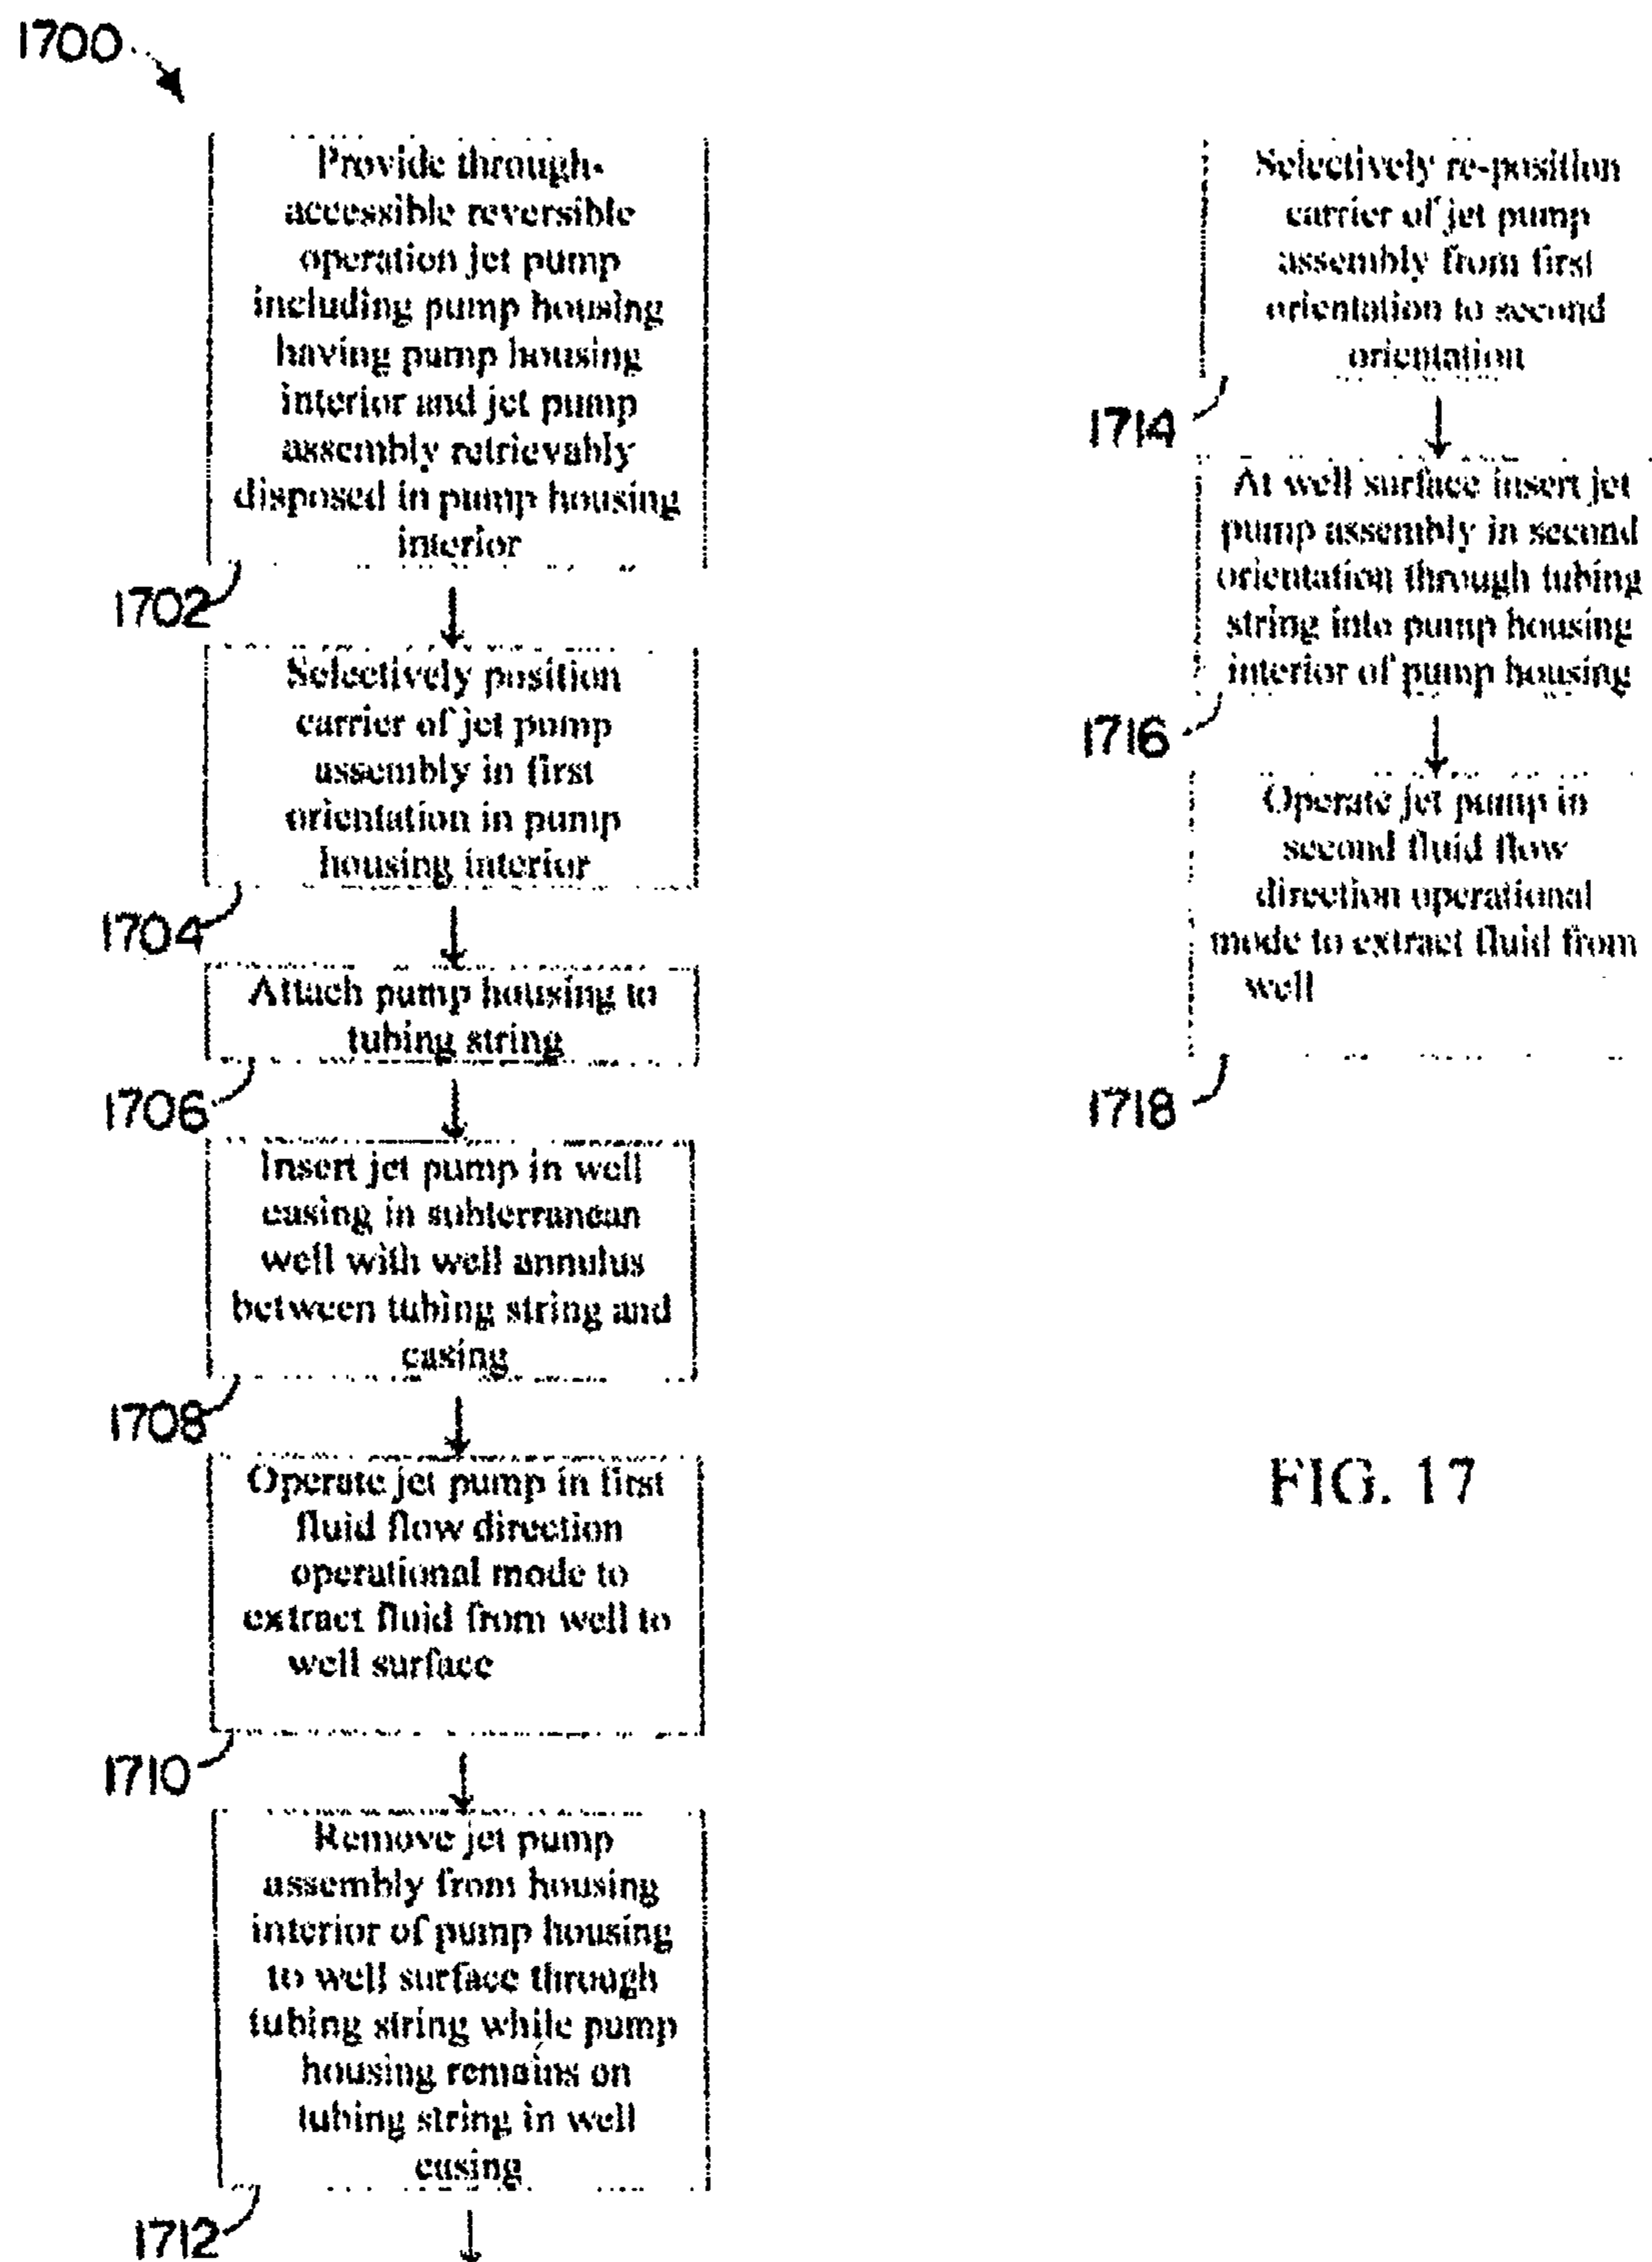 1700
Provide through-
accessible reversible
operation jet pump
including pump housing
having pump housing
interior and jet pump
assembly retrievably
disposed in pump housing
interior
1702
Selectively position
carrier of jet pump
assembly in first
orientation in pump
housing interior
1704
Attach pump housing to
tubing string
1706
Insert jet pump in well
casing in subterranean
well with well annulus
between tubing string and
casing
1708
Operate jet pump in first
fluid flow direction
operational mode to
extract fluid from well to
well surface
1710
Remove jet pump
assembly from housing
interior of pump housing
to well surface through
tubing string while pump
housing remains on
tubing string in well
casing
1712
Selectively re-position
carrier of jet pump
assembly from first
orientation to second
orientation
1714
At well surface insert jet
pump assembly in second
orientation through tubing
string into pump housing
interior of pump housing
1716
Operate jet pump in
second fluid flow
direction operational
mode to extract fluid from
well
1718
FIG. 17